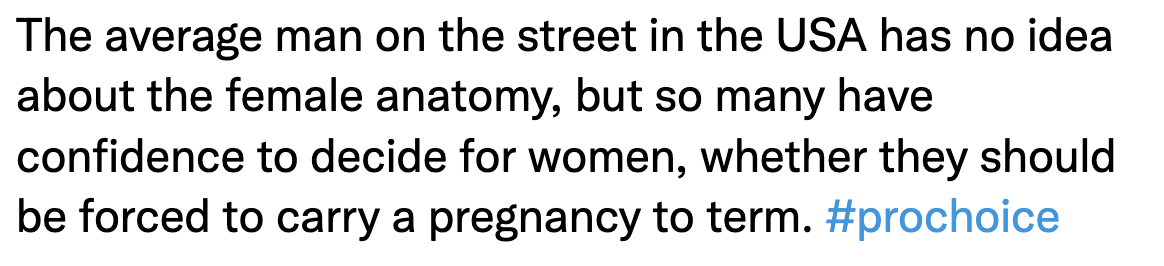 The average man on the street in the USA has no idea
about the female anatomy, but so many have
confidence to decide for women, whether they should
be forced to carry a pregnancy to term. #prochoice